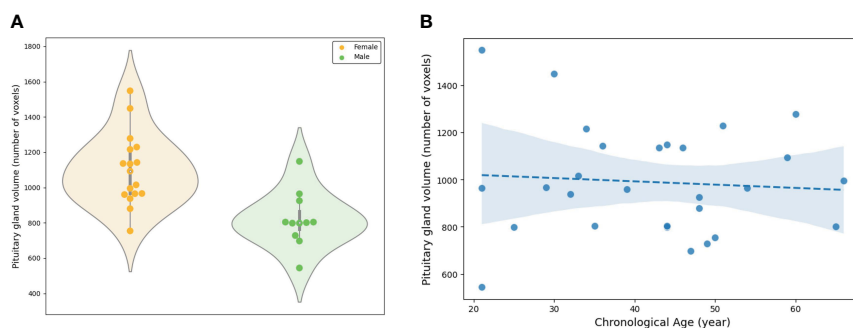 A
Pituitary gland volume (number of voxels)
1800
1600
1400
1200
1000
800
600
400
Female
Male
B
Pituitary gland volume (number of voxels)
1400
1200
1000
800
600
20
30
40
50
60
Chronological Age (year)